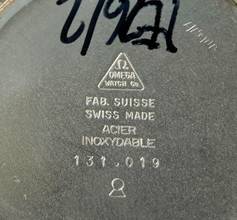 Ω
OMEGA
WATCH Co
FAB. SUISSE
SWISS MADE
ACIER
INOXYDABLE
131.019